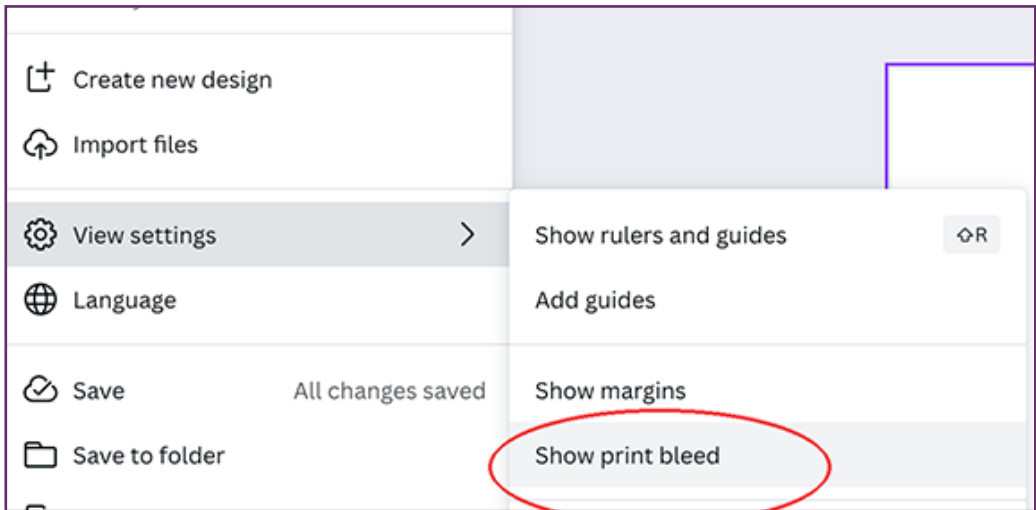 Create new design
Import files
View settings
Show rulers and guides
⇧R
Language
Add guides
Save
All changes saved
Show margins
Save to folder
Show print bleed